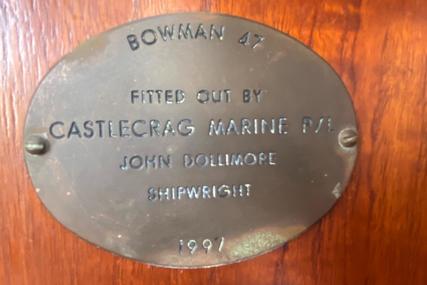 BOWMAN 47
FITTED OUT BY
CASTLECRAG MARINE P/L
JOHN DOLLIMORE
SHIPWRIGHT
1997